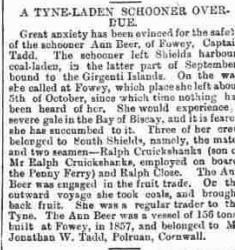 A TYNE-LADEN SCHOONER OVER-
DUE.
Great anxiety has been evinced for the safet
of the schooner Ann Beer, of Fowey, Captai
Tadd. The schooner left Shields harbour
coal-laden, in the latter part of September
bound to the Girgenti Islands. On the wa
she called at Fowey, which place she left abou
5th of October, since which time nothing ha
been heard of her. She would experience
severe gale in the Bay of Biscay, and it is fear
she has succumbed to it. Three of her cre
belonged to South Shields, namely, the mate
and two seamen—Ralph Cruickshanks (son o
Mr Ralph Cruickshanks, employed on board
the Penny Ferry) and Ralph Close. The An
Beer was engaged in the fruit trade. On th
outward voyage she took coals, and brough
back fruit. She was a regular trader to th
Tyne. The Ann Beer was a vessel of 156 tons
built at Fowey, in 1857, and belonged to M
Jonathan W. Tadd, Polruan, Cornwall.